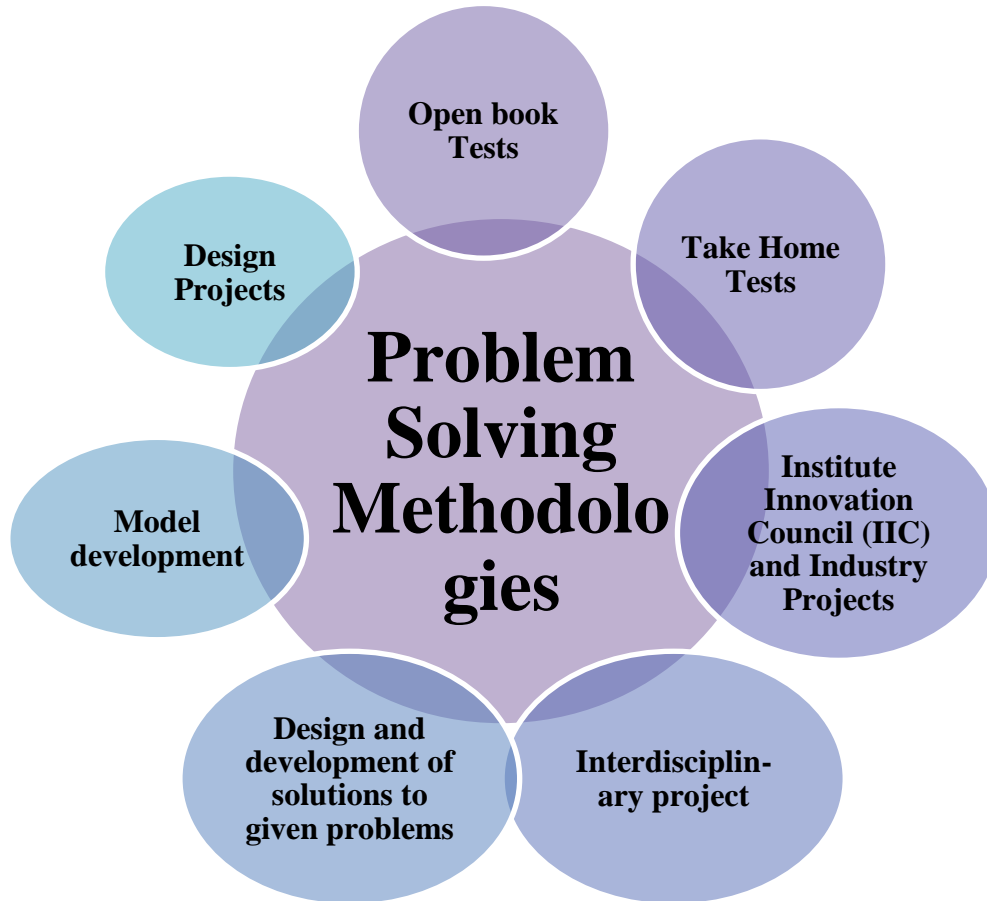 Open book
Tests
Take Home
Tests
Institute
Innovation
Council (IIC)
and Industry
Projects
Interdisciplin-
ary project
Design and
development of
solutions to
given problems
Model
development
Design
Projects
Problem
Solving
Methodolo
gies